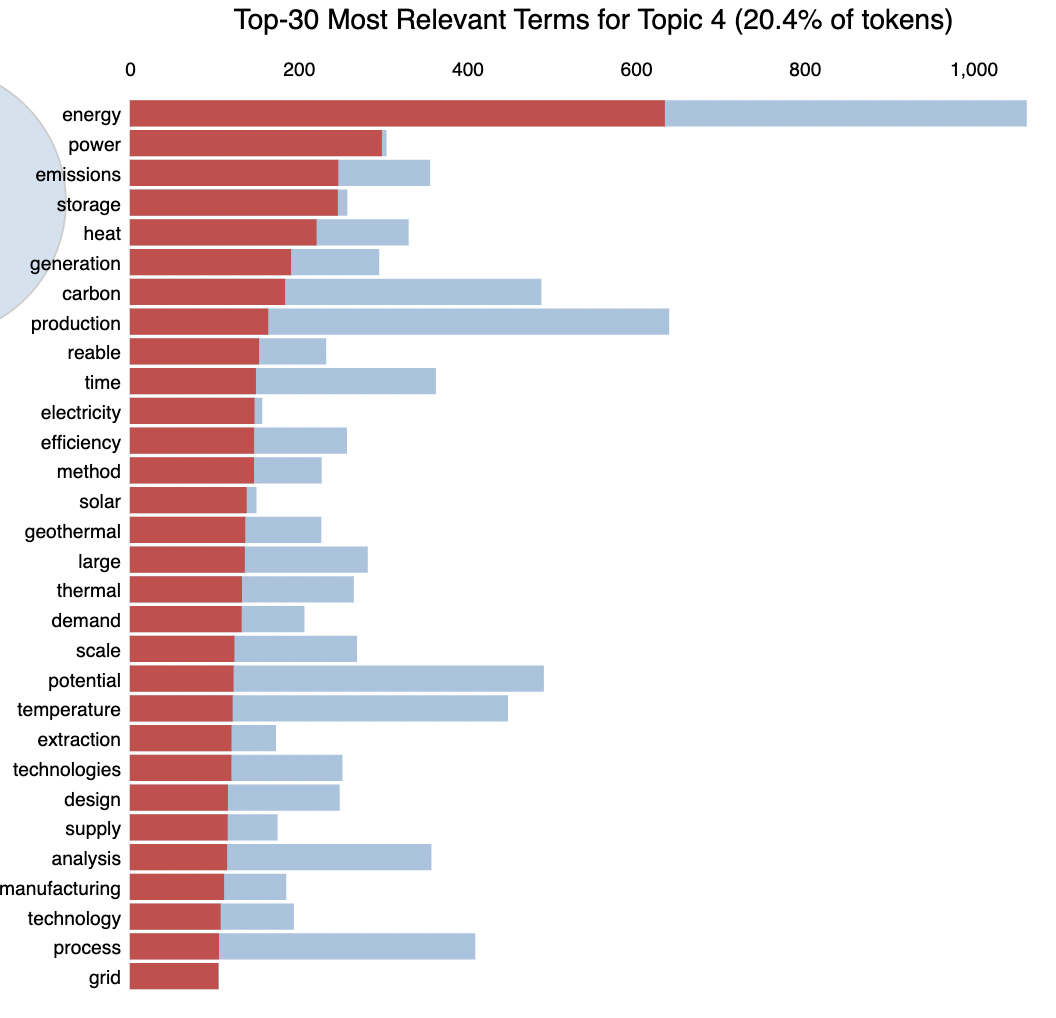 Top-30 Most Relevant Terms for Topic 4 (20.4% of tokens)
0 200 400 600 800 1,000
energy
power
emissions
storage
heat
generation
carbon
production
reable
time
electricity
efficiency
method
solar
geothermal
large
thermal
demand
scale
potential
temperature
extraction
technologies
design
supply
analysis
manufacturing
technology
process
grid